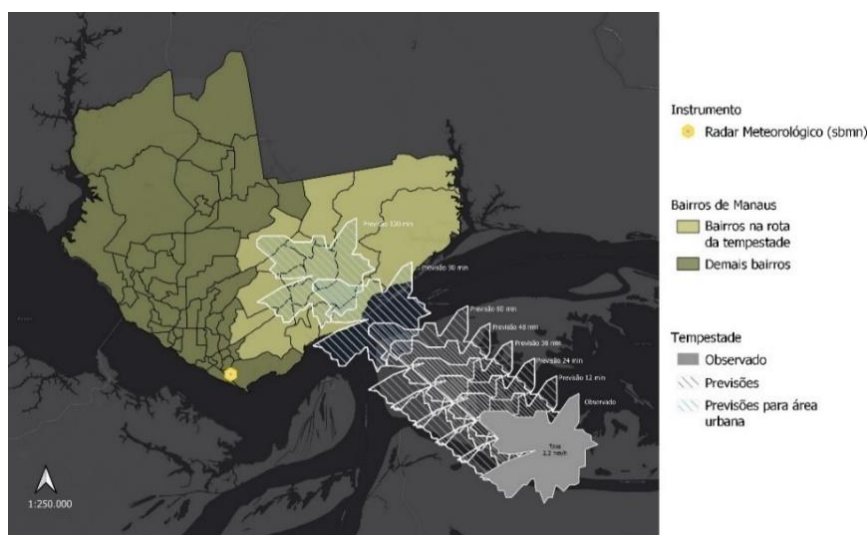 Previsão 120 min
Previsão 90 min
Previsão 60 min
Previsão 48 min
Previsão 36 min
Previsão 24 min
Previsão 12 min
Observado
1:250.000
Instrumento
Radar Meteorológico (sbmn)
Bairros de Manaus
Bairros na rota
da tempestade
Demais bairros
Tempestade
Observado
Previsões
Previsões para área
urbana